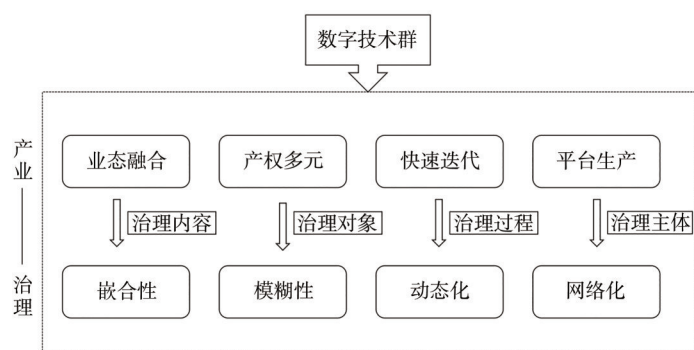 数字技术群
产业
治理
业态融合
产权多元
快速迭代
平台生产
治理内容
治理对象
治理过程
治理主体
嵌合性
模糊性
动态化
网络化